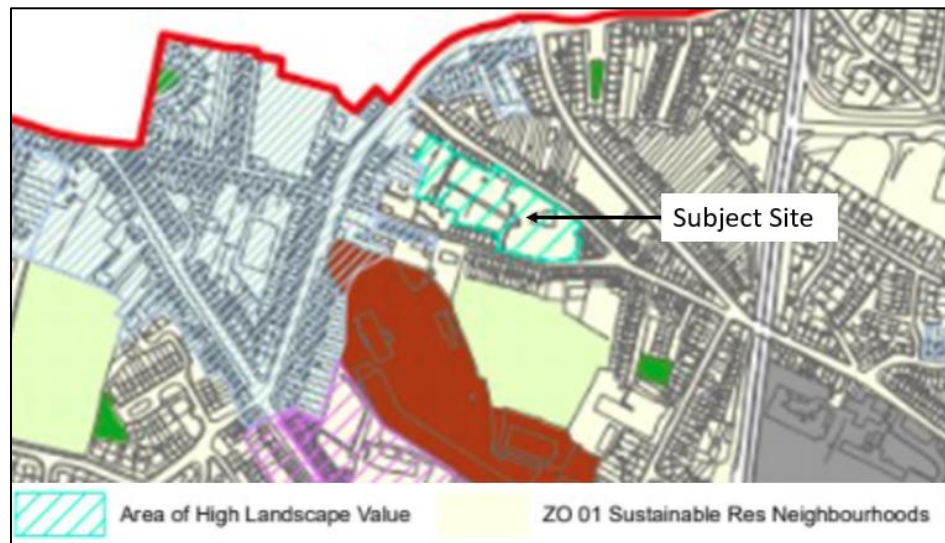 Subject Site
Area of High Landscape Value
ZO 01 Sustainable Res Neighbourhoods